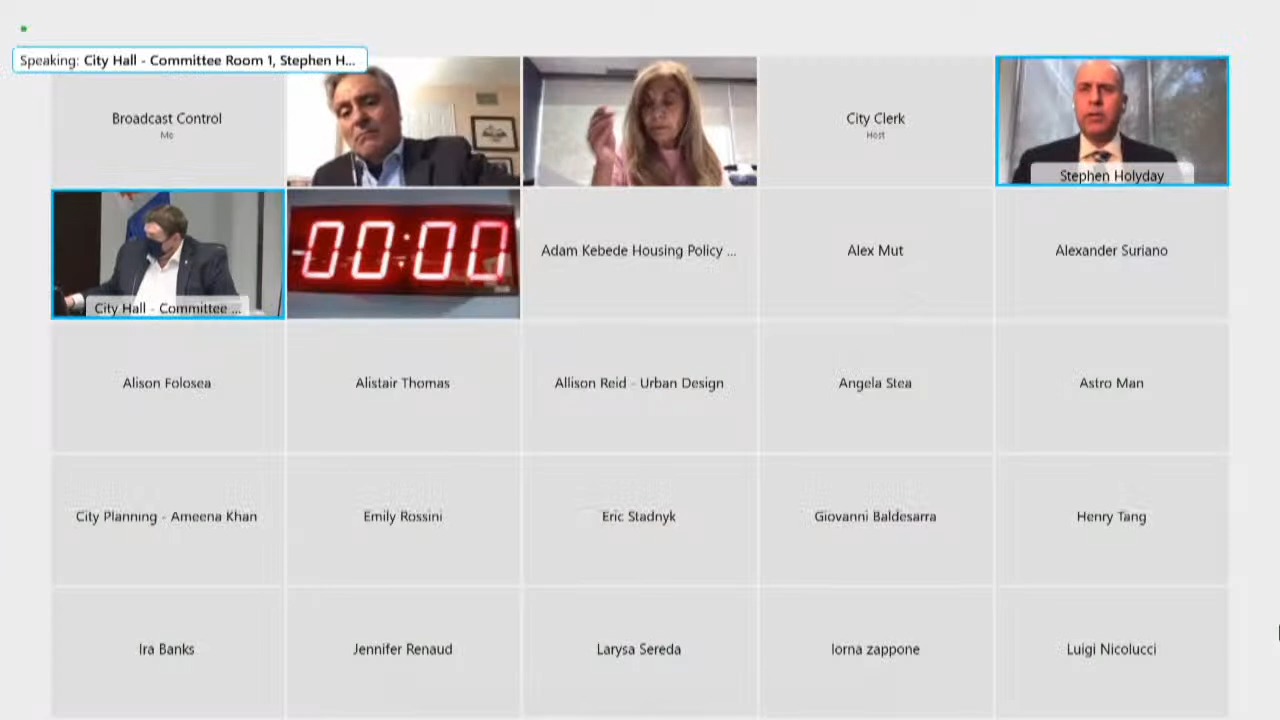 Speaking: City Hall - Committee Room 1, Stephen H...
Broadcast Control
Me
City Clerk
Host
Stephen Holyday
City Hall - Committee ...
00:00
Adam Kebede Housing Policy ...
Alex Mut
Alexander Suriano
Alison Folosea
Alistair Thomas
Allison Reid - Urban Design
Angela Stea
Astro Man
City Planning - Ameena Khan
Emily Rossini
Eric Stadnyk
Giovanni Baldesarra
Henry Tang
Ira Banks
Jennifer Renaud
Larysa Sereda
lorna zappone
Luigi Nicolucci